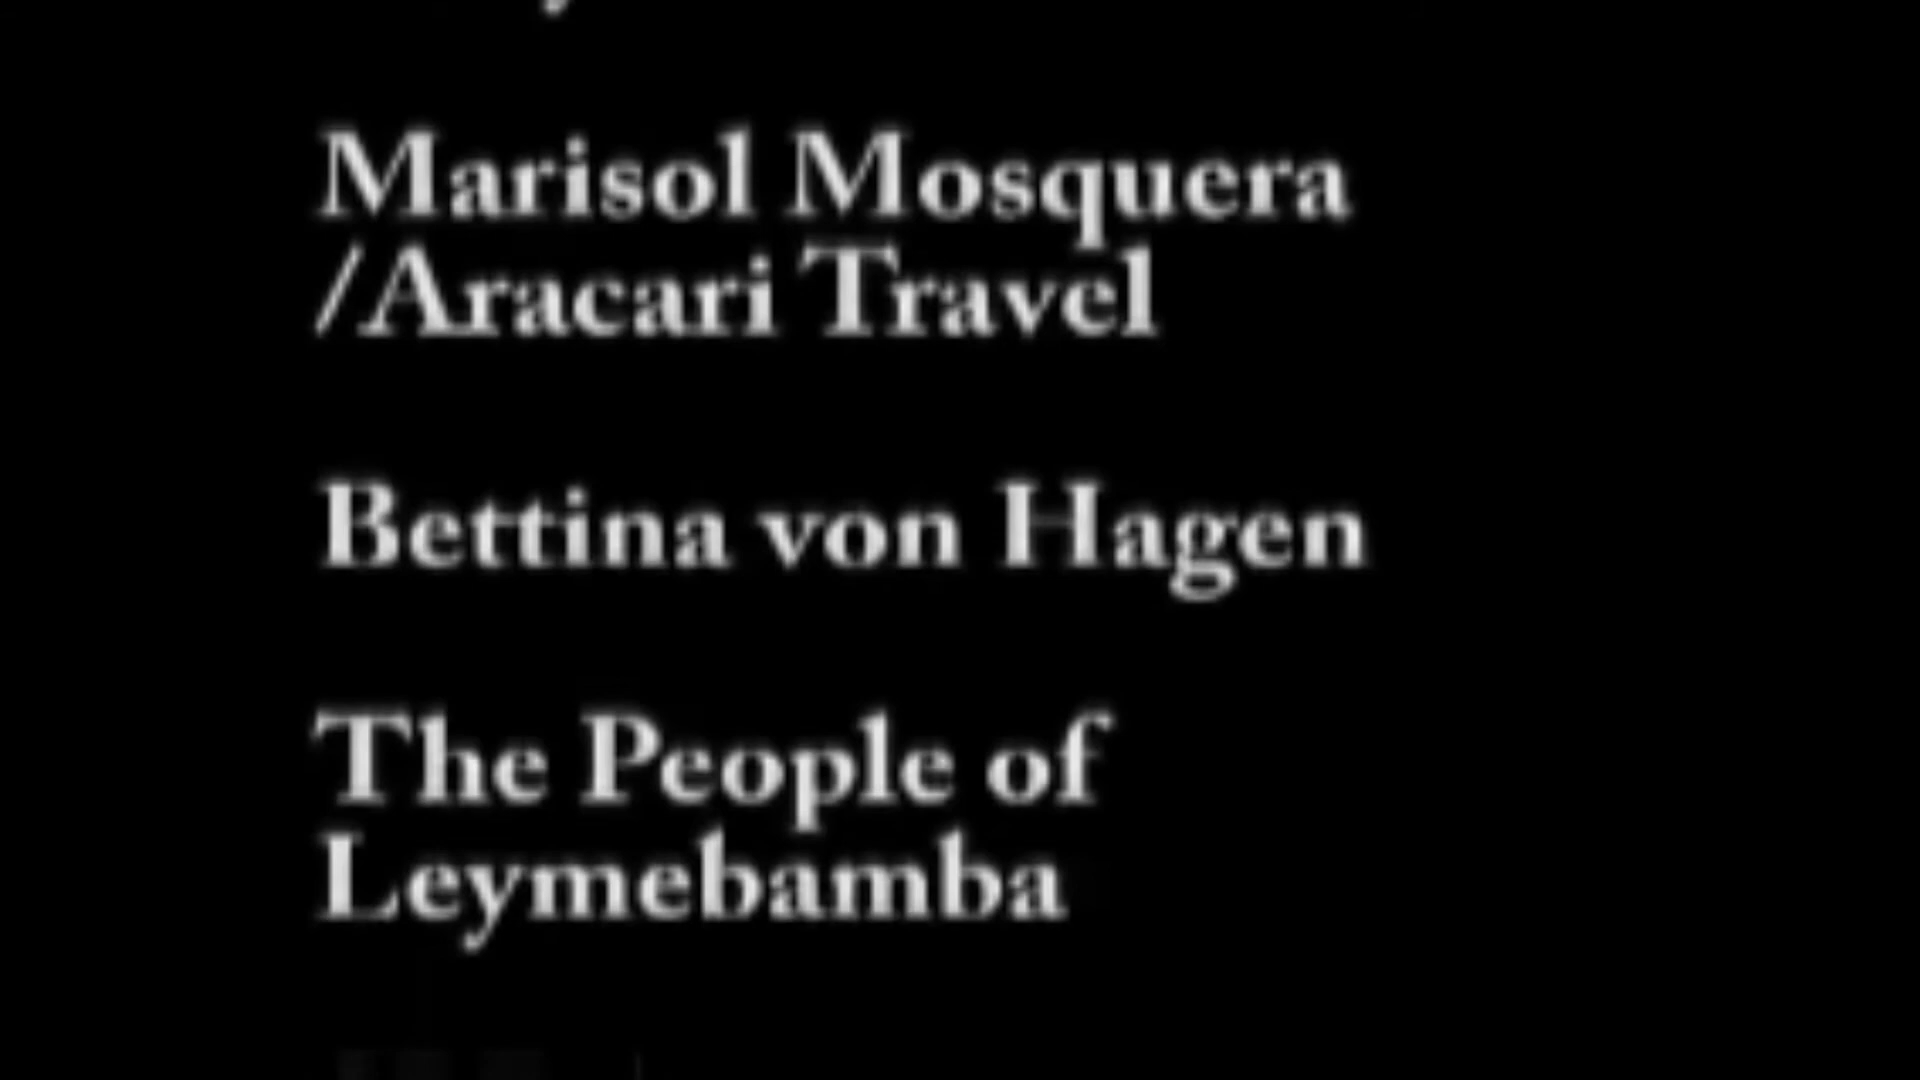 Marisol Mosquera
/Aracari Travel
Bettina von Hagen
The People of
Leymebamba